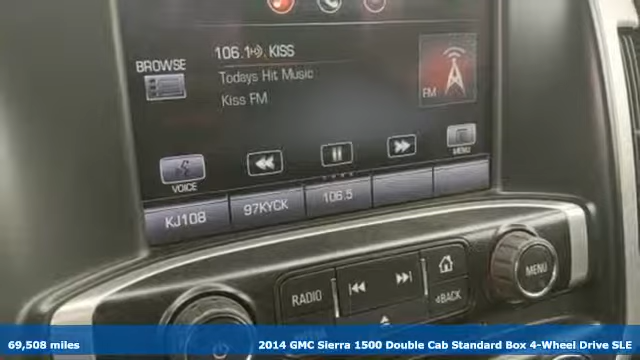 106.1 KISS
BROWSE
Todays Hit Music
Kiss FM
FM
VOICE
MENU
KJ108
97KYCK
106.5
RADIO
MENU
BACK
69,508 miles
2014 GMC Sierra 1500 Double Cab Standard Box 4-Wheel Drive SLE